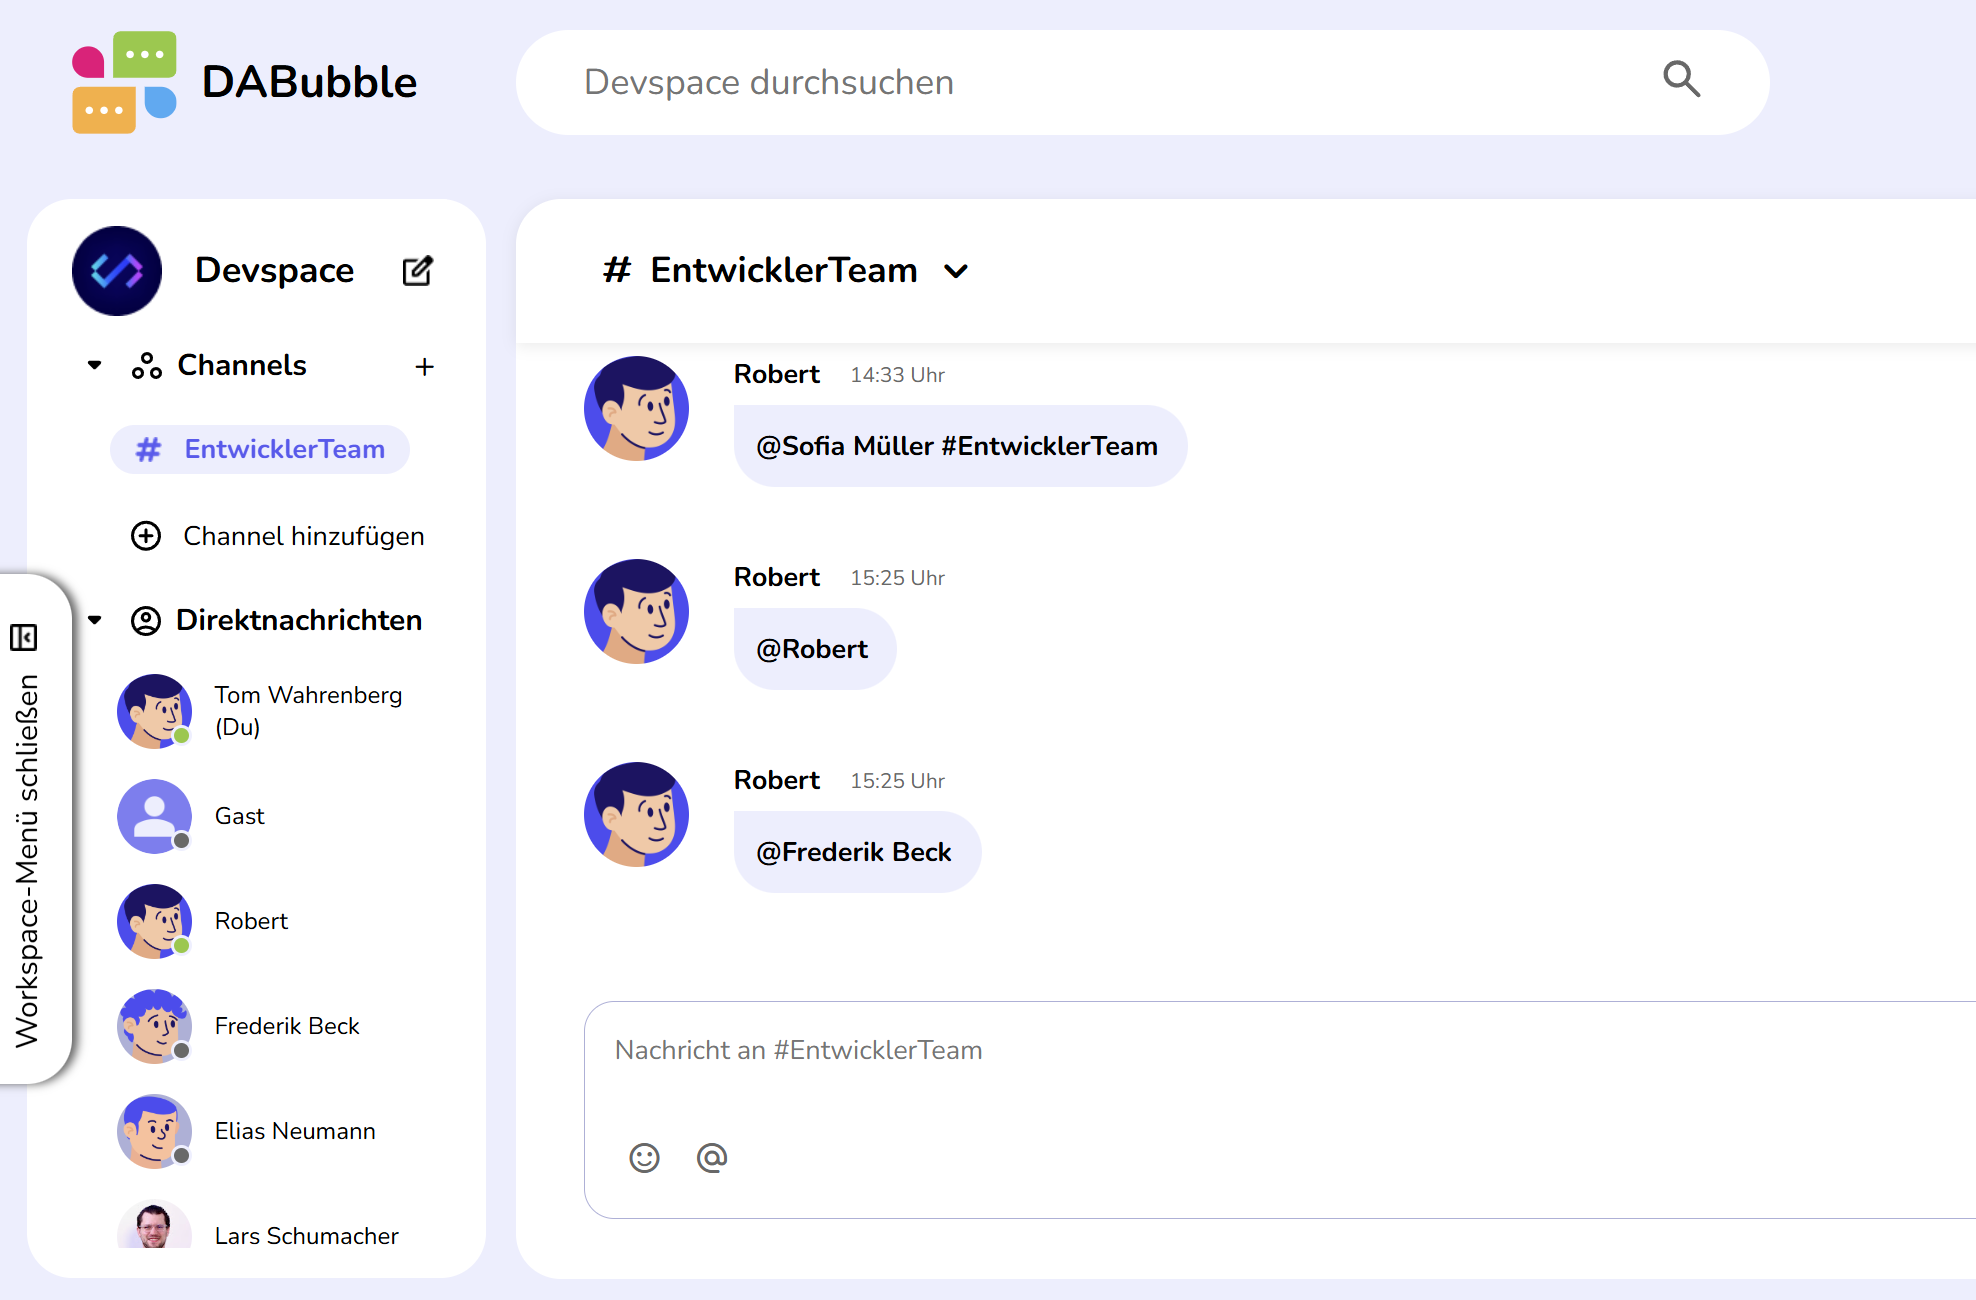 DABubble
Devspace durchsuchen
Devspace
Channels
# EntwicklerTeam
Channel hinzufügen
Direktnachrichten
Tom Wahrenberg
(Du)
Gast
Robert
Frederik Beck
Elias Neumann
Lars Schumacher
Workspace-Menü schließen
# EntwicklerTeam
Robert 14:33 Uhr
@Sofia Müller #EntwicklerTeam
Robert 15:25 Uhr
@Robert
Robert 15:25 Uhr
@Frederik Beck
Nachricht an #EntwicklerTeam